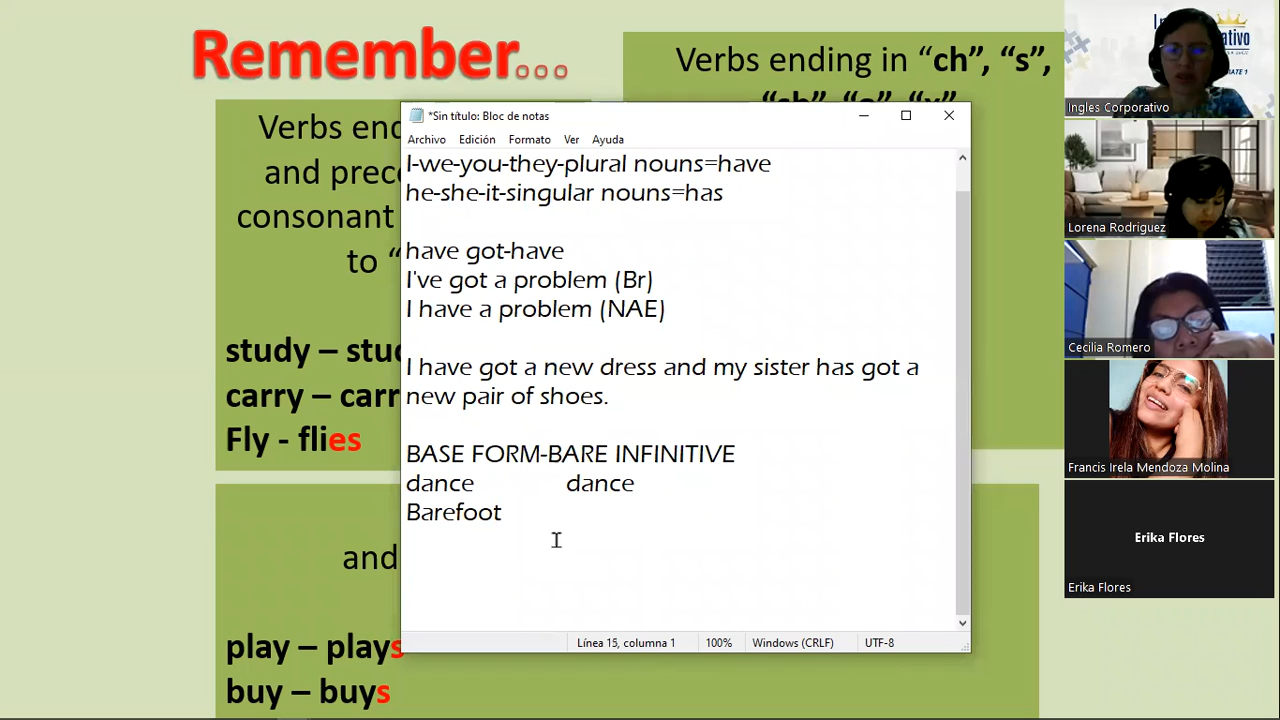 Remember...
Verbs ending in “ch”, “s”,
Verbs end
and prece
consonant
to “
study – stud
carry – carr
Fly - flies
and
play – plays
buy – buys
*Sin título: Bloc de notas
Archivo Edición Formato Ver Ayuda
I-we-you-they-plural nouns=have
he-she-it-singular nouns=has
have got-have
I've got a problem (Br)
I have a problem (NAE)
I have got a new dress and my sister has got a
new pair of shoes.
BASE FORM-BARE INFINITIVE
dance dance
Barefoot
Línea 15, columna 1 100% Windows (CRLF) UTF-8
Ingles Corporativo
Lorena Rodriguez
Cecilia Romero
Francis Irela Mendoza Molina
Erika Flores
Erika Flores